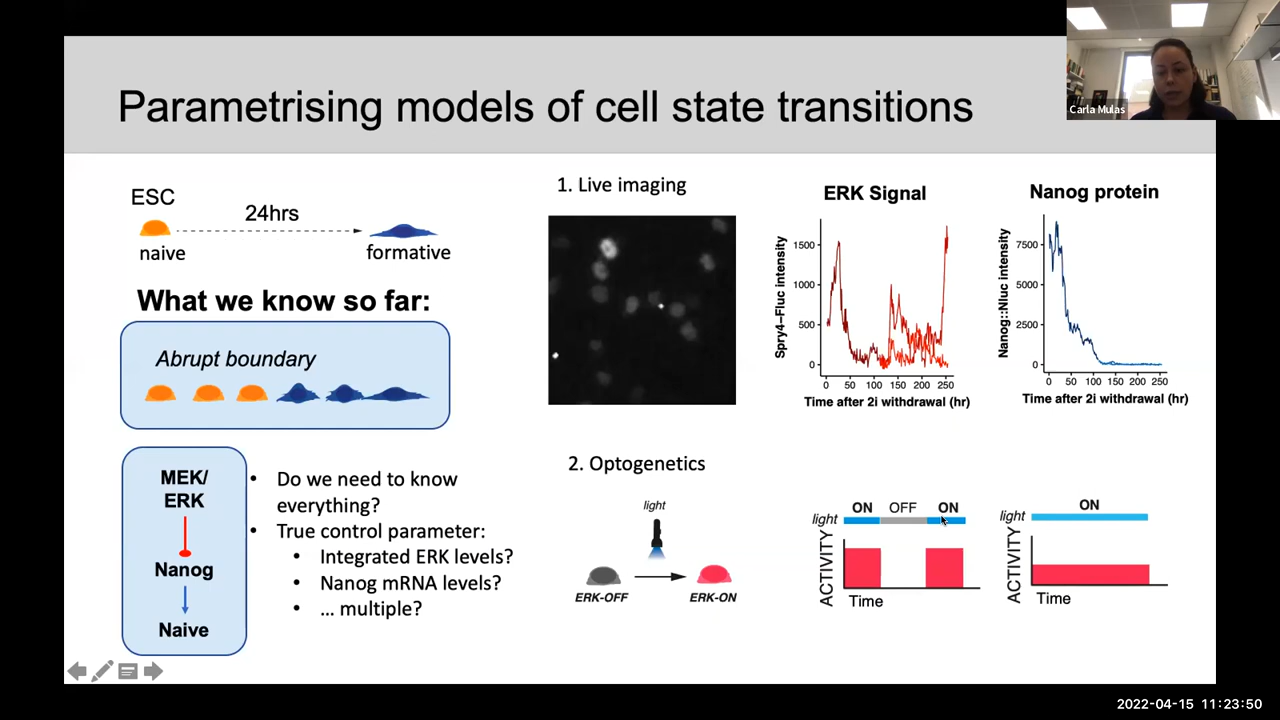 Parametrising models of cell state transitions
Carla Mulas
ESC
24hrs
naive
formative
What we know so far:
Abrupt boundary
MEK/
ERK
Nanog
Naive
• Do we need to know
everything?
• True control parameter:
• Integrated ERK levels?
• Nanog mRNA levels?
• … multiple?
1. Live imaging
ERK Signal
Spry4−Fluc intensity
1500
1000
500
0
0 50 100 150 200 250
Time after 2i withdrawal (hr)
Nanog protein
Nanog::Nluc intensity
7500
5000
2500
0
0 50 100 150 200 250
Time after 2i withdrawal (hr)
2. Optogenetics
light
ERK-OFF
ERK-ON
light
ON OFF ON
ACTIVITY
Time
light
ON
ACTIVITY
Time
2022-04-15 11:23:50